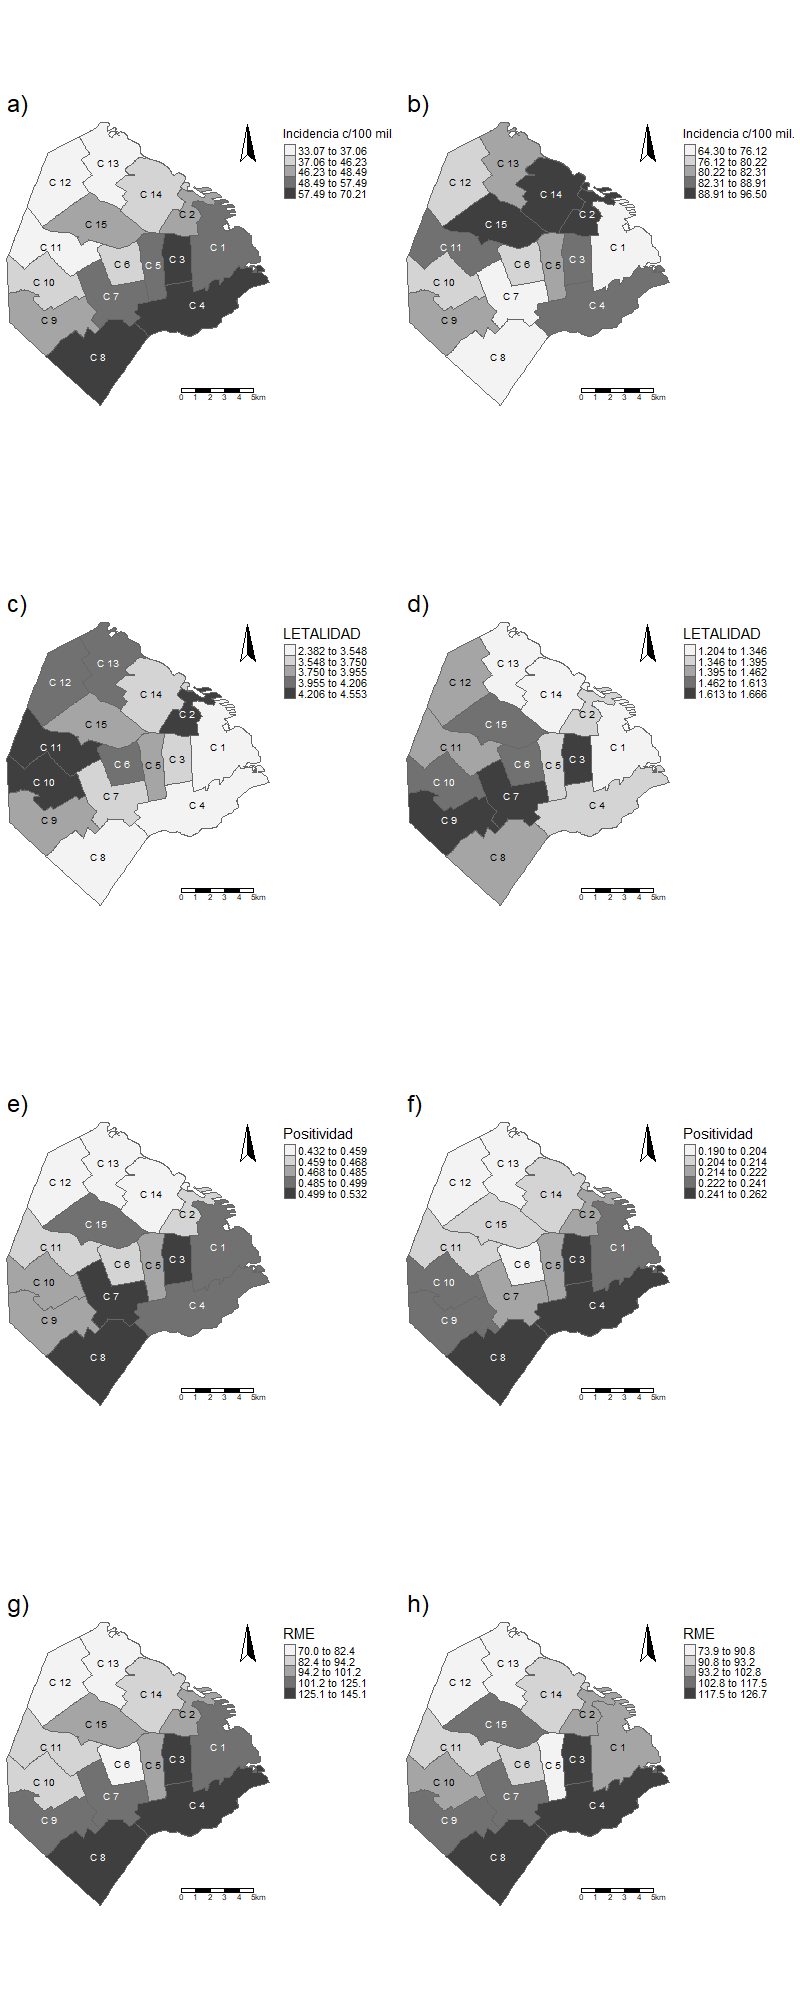 a)
Incidencia c/100 mil
33.07 to 37.06
37.06 to 46.23
46.23 to 48.49
48.49 to 57.49
57.49 to 70.21
C 13
C 12
C 14
C 2
C 15
C 11
C 1
C 6
C 5
C 3
C 10
C 7
C 4
C 9
C 8
0 1 2 3 4 5km
b)
Incidencia c/100 mil.
64.30 to 76.12
76.12 to 80.22
80.22 to 82.31
82.31 to 88.91
88.91 to 96.50
C 13
C 12
C 14
C 2
C 15
C 11
C 1
C 6
C 5
C 3
C 10
C 7
C 4
C 9
C 8
0 1 2 3 4 5km
c)
LETALIDAD
2.382 to 3.548
3.548 to 3.750
3.750 to 3.955
3.955 to 4.206
4.206 to 4.553
C 13
C 12
C 14
C 2
C 15
C 11
C 1
C 6
C 5
C 3
C 10
C 7
C 4
C 9
C 8
0 1 2 3 4 5km
d)
LETALIDAD
1.204 to 1.346
1.346 to 1.395
1.395 to 1.462
1.462 to 1.613
1.613 to 1.666
C 13
C 12
C 14
C 2
C 15
C 11
C 1
C 6
C 5
C 3
C 10
C 7
C 4
C 9
C 8
0 1 2 3 4 5km
e)
Positividad
0.432 to 0.459
0.459 to 0.468
0.468 to 0.485
0.485 to 0.499
0.499 to 0.532
C 13
C 12
C 14
C 2
C 15
C 11
C 1
C 6
C 5
C 3
C 10
C 7
C 4
C 9
C 8
0 1 2 3 4 5km
f)
Positividad
0.190 to 0.204
0.204 to 0.214
0.214 to 0.222
0.222 to 0.241
0.241 to 0.262
C 13
C 12
C 14
C 2
C 15
C 11
C 1
C 6
C 5
C 3
C 10
C 7
C 4
C 9
C 8
0 1 2 3 4 5km
g)
RME
70.0 to 82.4
82.4 to 94.2
94.2 to 101.2
101.2 to 125.1
125.1 to 145.1
C 13
C 12
C 14
C 2
C 15
C 11
C 1
C 6
C 5
C 3
C 10
C 7
C 4
C 9
C 8
0 1 2 3 4 5km
h)
RME
73.9 to 90.8
90.8 to 93.2
93.2 to 102.8
102.8 to 117.5
117.5 to 126.7
C 13
C 12
C 14
C 2
C 15
C 11
C 1
C 6
C 5
C 3
C 10
C 7
C 4
C 9
C 8
0 1 2 3 4 5km